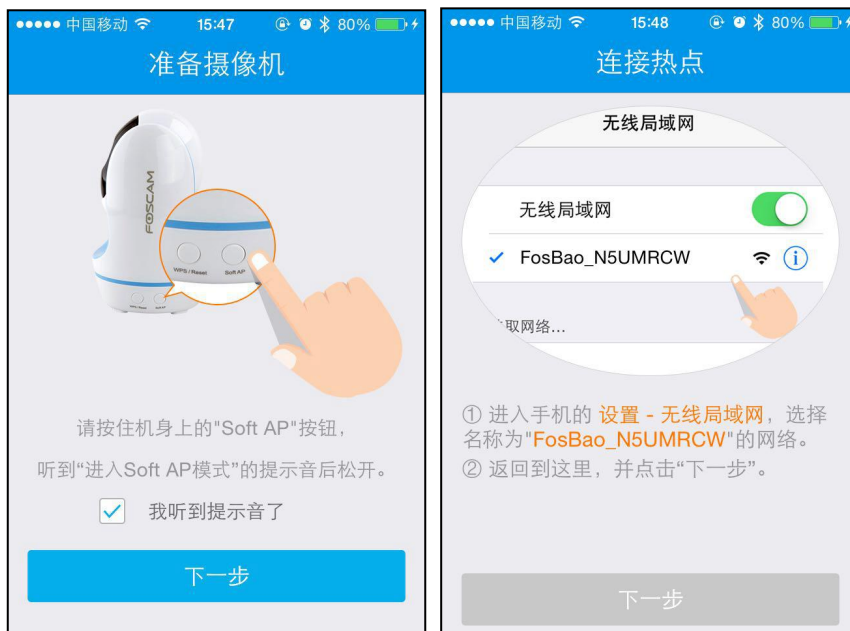 中国移动 15:47 80%
准备摄像机
FOSCAM
WPS / Reset Soft AP
请按住机身上的"Soft AP"按钮，
听到“进入Soft AP模式”的提示音后松开。
我听到提示音了
下一步
中国移动 15:48 80%
连接热点
无线局域网
无线局域网
FosBao_N5UMRCW
取网络...
① 进入手机的 设置 - 无线局域网，选择
名称为"FosBao_N5UMRCW"的网络。
② 返回到这里，并点击“下一步”。
下一步